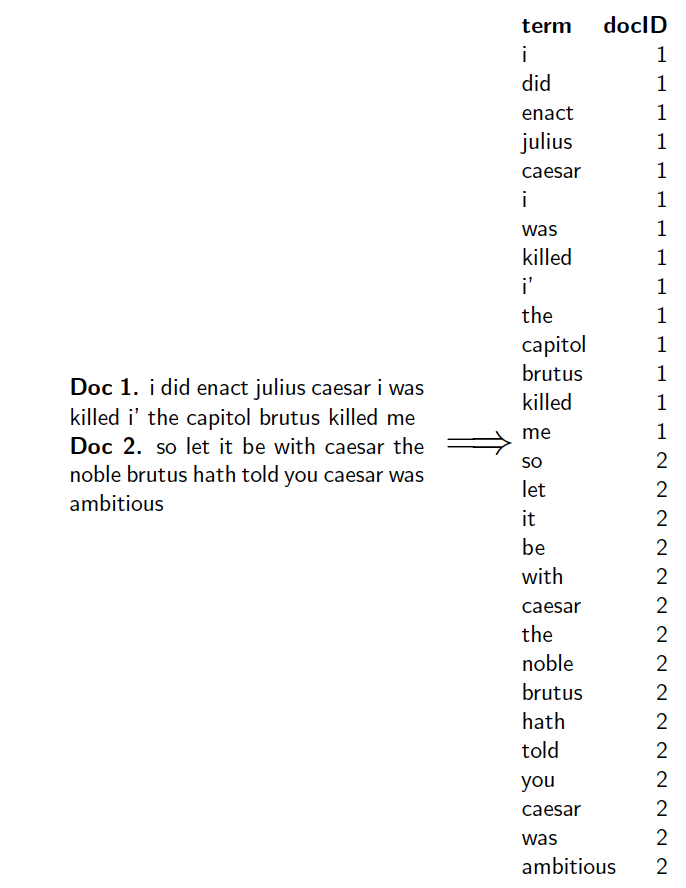 Doc 1. i did enact julius caesar i was
killed i' the capitol brutus killed me
Doc 2. so let it be with caesar the
noble brutus hath told you caesar was
ambitious
term docID
i 1
did 1
enact 1
julius 1
caesar 1
i 1
was 1
killed 1
i' 1
the 1
capitol 1
brutus 1
killed 1
me 1
so 2
let 2
it 2
be 2
with 2
caesar 2
the 2
noble 2
brutus 2
hath 2
told 2
you 2
caesar 2
was 2
ambitious 2